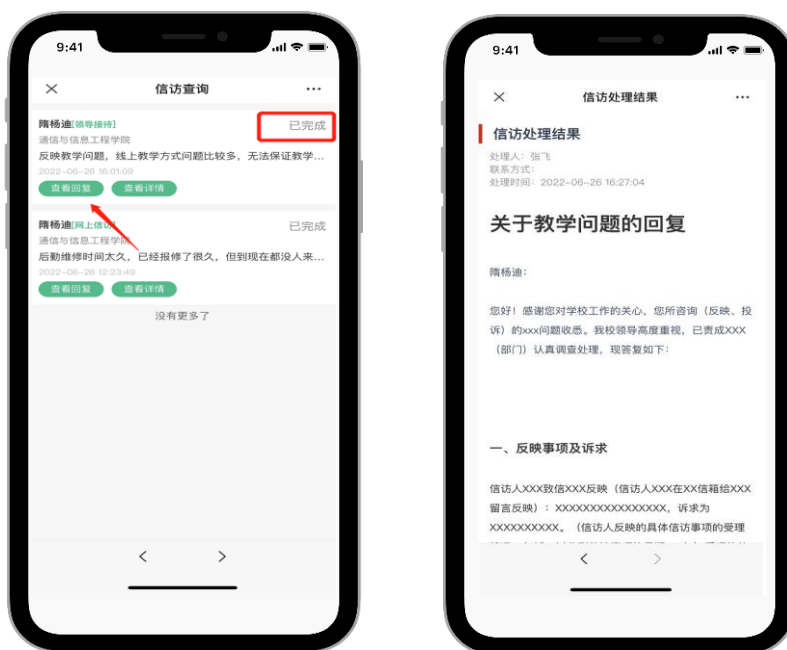 9:41
信访查询
隋杨迪[领导接待]
已完成
通信与信息工程学院
反映教学问题，线上教学方式问题比较多，无法保证教学...
2022-06-26 16:01:09
查看回复
查看详情
隋杨迪[网上信访]
已完成
通信与信息工程学院
后勤维修时间太久，已经报修了很久，但到现在都没人来...
2022-06-26 12:23:49
查看回复
查看详情
没有更多了
9:41
信访处理结果
信访处理结果
处理人：张飞
联系方式：
处理时间：2022-06-26 16:27:04
关于教学问题的回复
隋杨迪：
您好！感谢您对学校工作的关心，您所咨询（反映、投
诉）的xxx问题收悉。我校领导高度重视，已责成XXX
（部门）认真调查处理，现答复如下：
一、反映事项及诉求
信访人XXX致信XXX反映（信访人XXX在XX信箱给XXX
留言反映）：XXXXXXXXXXXXXXXX，诉求为
XXXXXXXXXX。（信访人反映的具体信访事项的受理